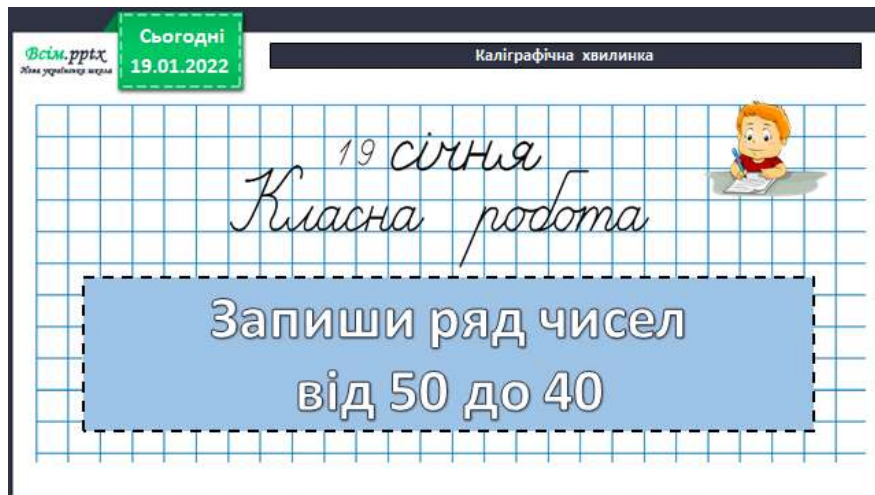 Всім.pptx
Нова українська школа
Сьогодні
19.01.2022
Каліграфічна хвилинка
19 січня
Класна робота
Запиши ряд чисел
від 50 до 40